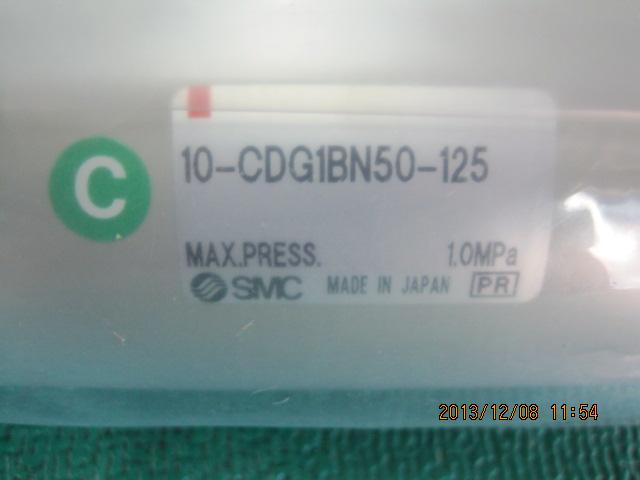 C
10-CDG1BN50-125
MAX.PRESS. 1.0MPa
SMC MADE IN JAPAN PR
2013/12/08 11:54